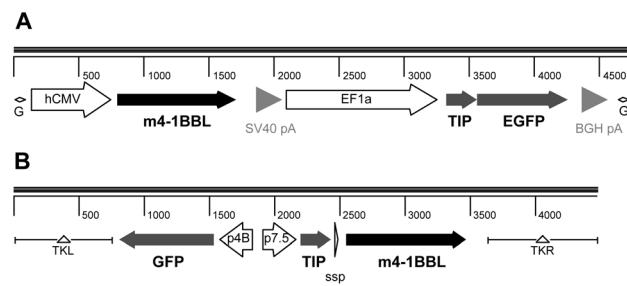 A
500 1000 1500 2000 2500 3000 3500 4000 4500
G hCMV m4-1BBL SV40 pA EF1a TIP EGFP BGH pA G
B
500 1000 1500 2000 2500 3000 3500 4000
TKL GFP p4B p7.5 TIP ssp m4-1BBL TKR